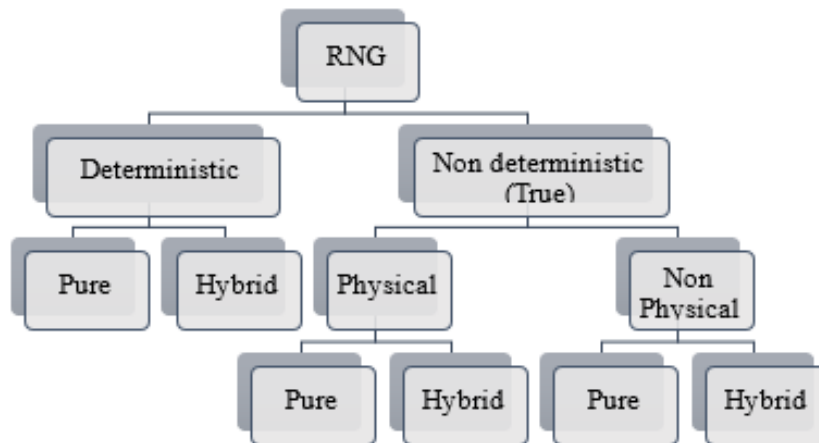 RNG
Deterministic
Non deterministic
(True)
Pure
Hybrid
Physical
Non
Physical
Pure
Hybrid
Pure
Hybrid